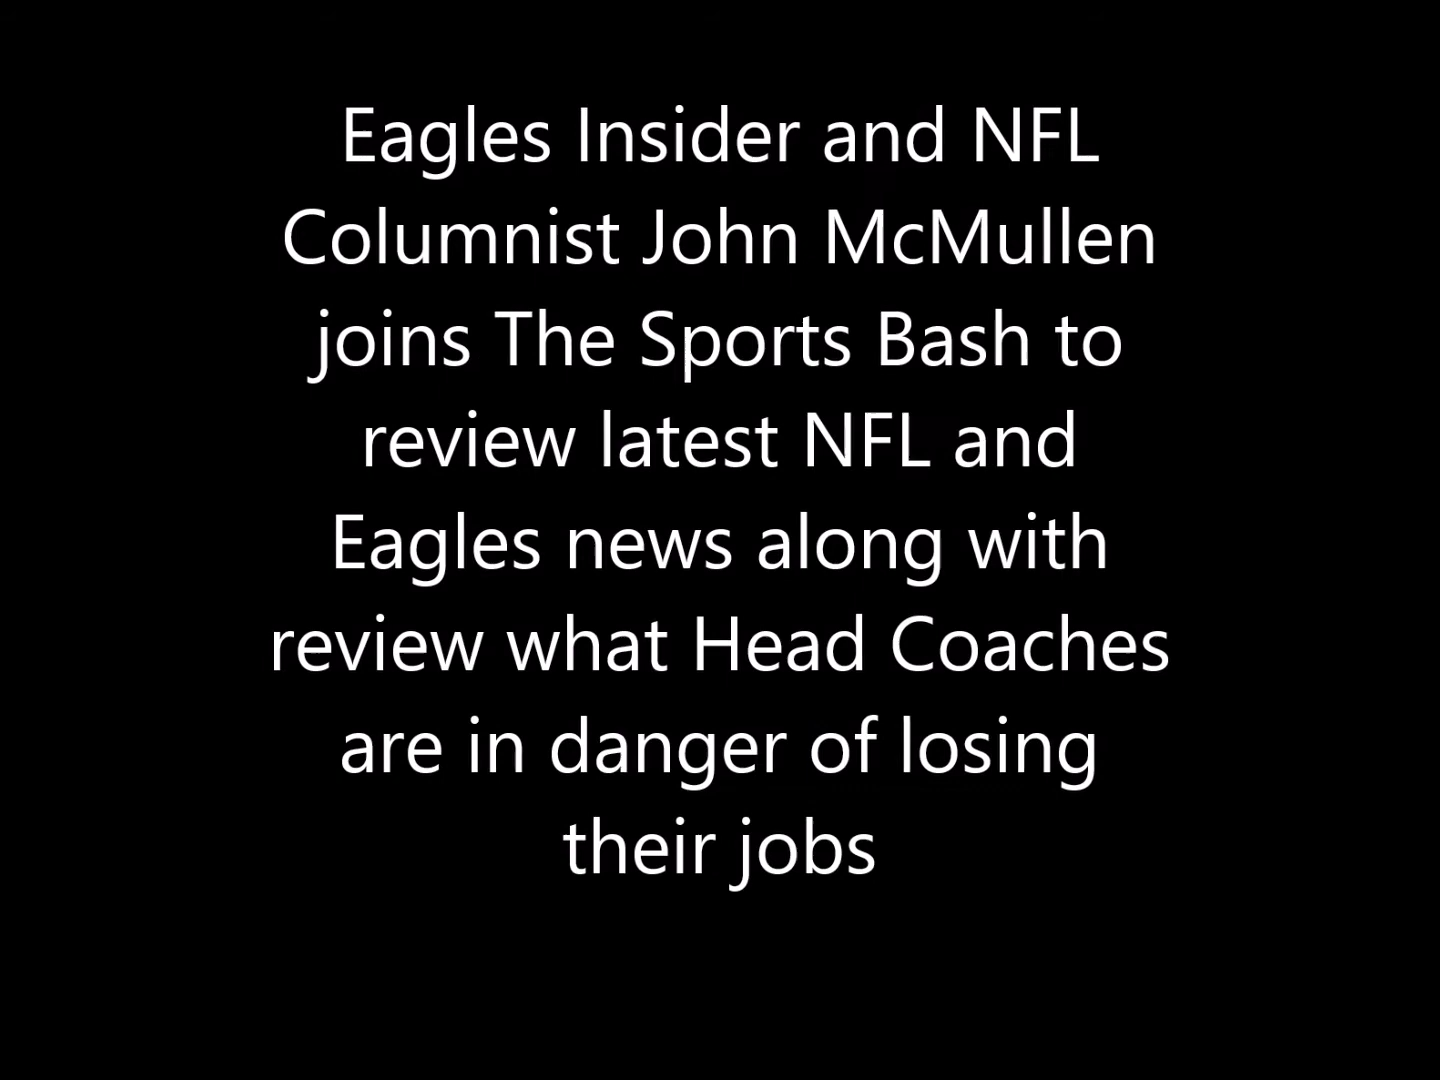 Eagles Insider and NFL
Columnist John McMullen
joins The Sports Bash to
review latest NFL and
Eagles news along with
review what Head Coaches
are in danger of losing
their jobs